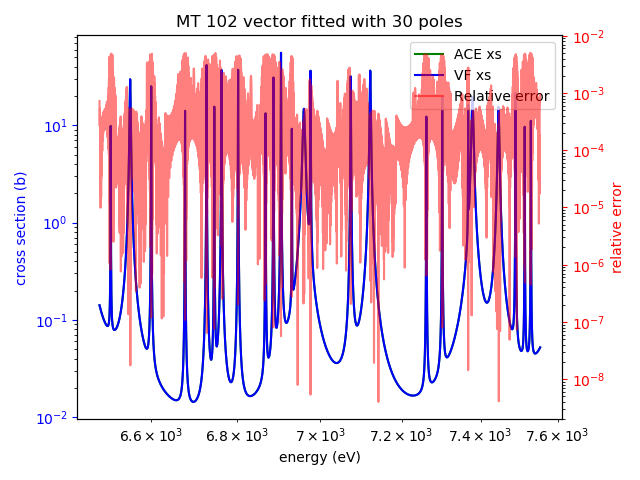 MT 102 vector fitted with 30 poles
ACE xs
VF xs
Relative error
cross section (b)
10¹
10⁰
10⁻¹
10⁻²
10⁻²
10⁻³
10⁻⁴
10⁻⁵
10⁻⁶
10⁻⁷
10⁻⁸
relative error
6.6 × 10³ 6.8 × 10³ 7 × 10³ 7.2 × 10³ 7.4 × 10³ 7.6 × 10³
energy (eV)